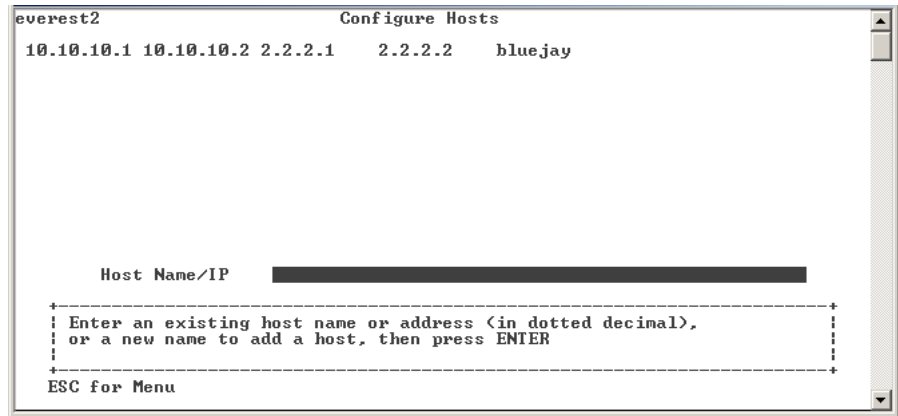 everest2 Configure Hosts
10.10.10.1 10.10.10.2 2.2.2.1 2.2.2.2 bluejay
Host Name/IP
Enter an existing host name or address (in dotted decimal),
or a new name to add a host, then press ENTER
ESC for Menu